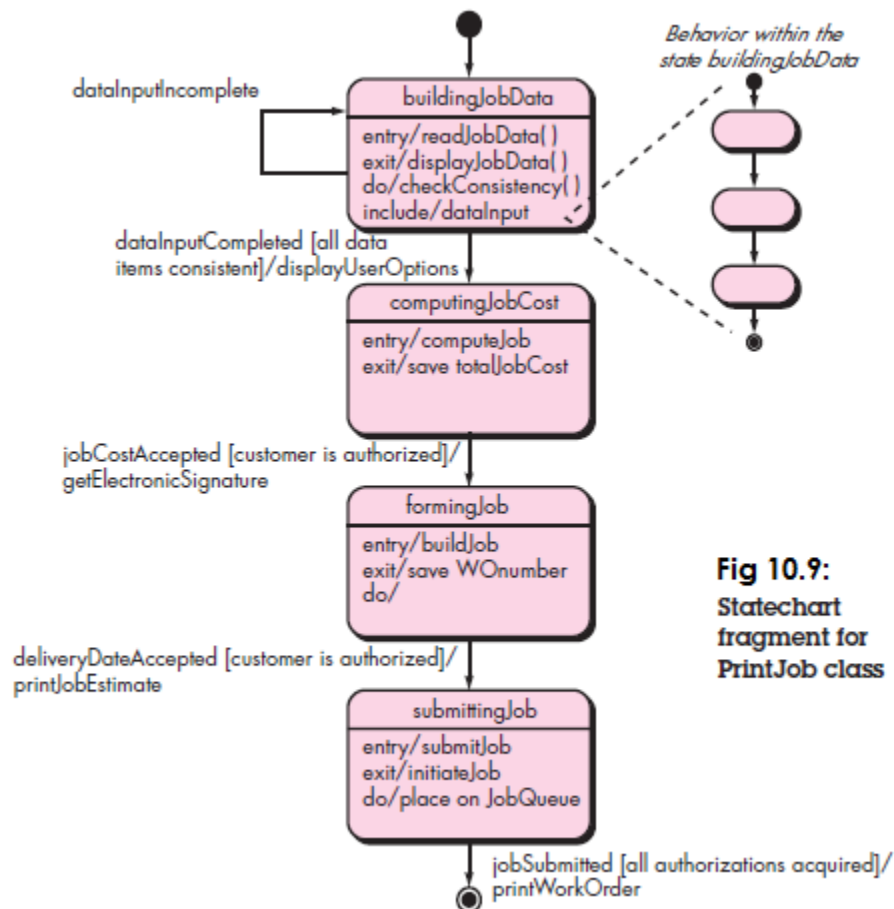 Behavior within the
state buildingJobData
dataInputIncomplete
buildingJobData
entry/readJobData( )
exit/displayJobData( )
do/checkConsistency( )
include/dataInput
dataInputCompleted [all data
items consistent]/displayUserOptions
computingJobCost
entry/computeJob
exit/save totalJobCost
jobCostAccepted [customer is authorized]/
getElectronicSignature
formingJob
entry/buildJob
exit/save WOnumber
do/
Fig 10.9:
Statechart
fragment for
PrintJob class
deliveryDateAccepted [customer is authorized]/
printJobEstimate
submittingJob
entry/submitJob
exit/initiateJob
do/place on JobQueue
jobSubmitted [all authorizations acquired]/
printWorkOrder